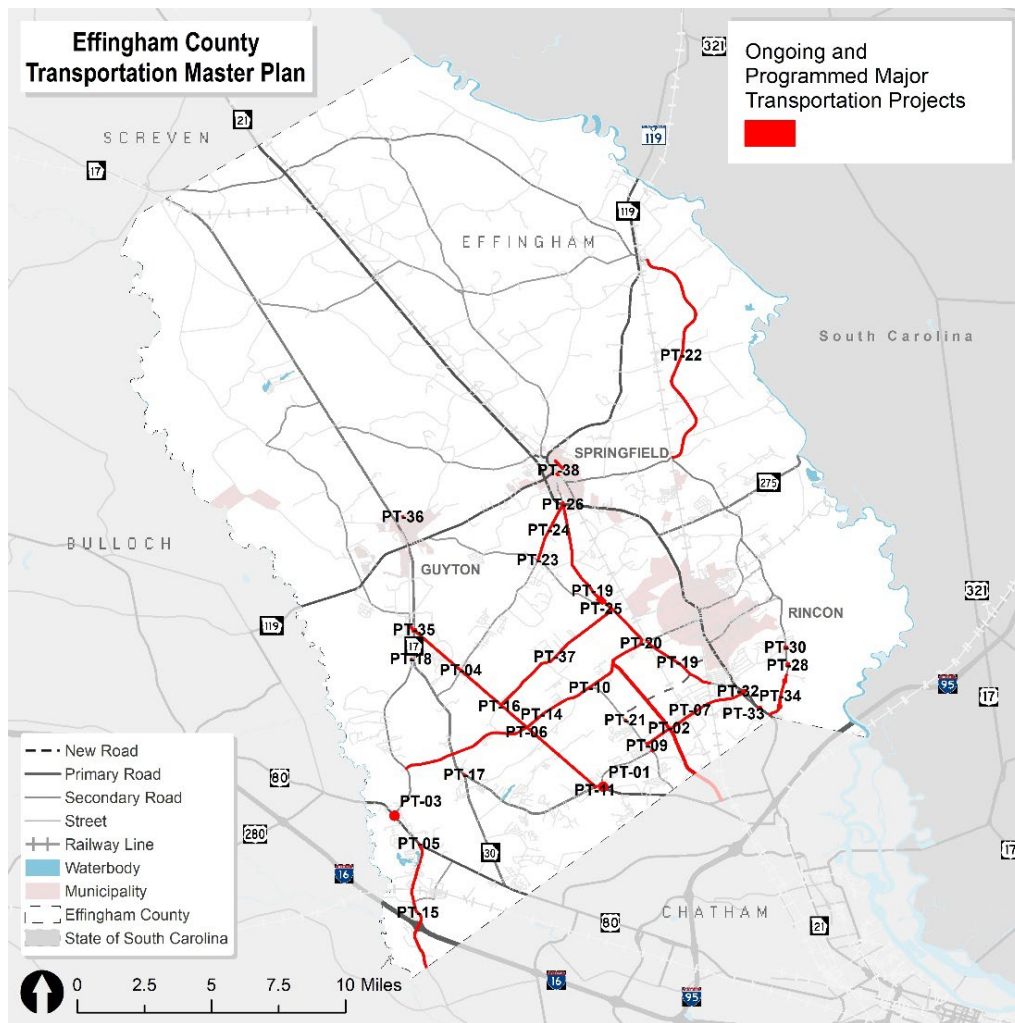 Effingham County
Transportation Master Plan
Ongoing and
Programmed Major
Transportation Projects
321
21
SCREVEN
17
119
119
EFFINGHAM
South Carolina
PT-22
SPRINGFIELD
PT-38
275
PT-26
PT-36
PT-24
BULLOCH
PT-23
GUYTON
PT-19
321
PT-25
RINCON
119
PT-35
PT-20
PT-30
17
PT-18
PT-37
PT-19
PT-28
PT-04
95
17
PT-10
PT-32
PT-34
PT-16
PT-14
PT-07
PT-33
PT-21
PT-06
PT-02
PT-09
New Road
Primary Road
Secondary Road
Street
Railway Line
Waterbody
Municipality
Effingham County
State of South Carolina
80
PT-17
PT-01
PT-11
PT-03
280
PT-05
30
17
16
PT-15
80
CHATHAM
21
16
95
0 2.5 5 7.5 10 Miles